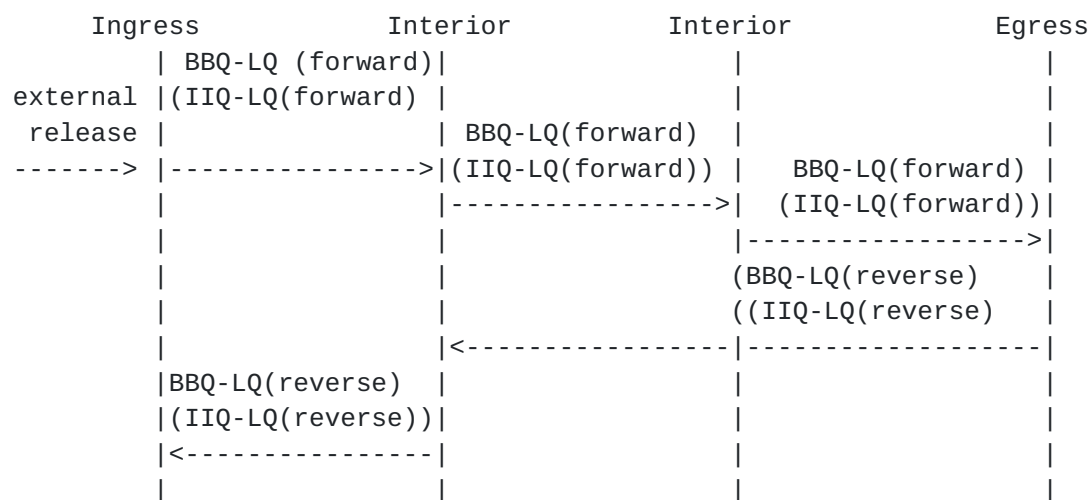 Ingress Interior Interior Egress
| BBQ-LQ (forward)| | |
external |(IIQ-LQ(forward) | | |
release | | BBQ-LQ(forward) | |
-------> |---------------->|(IIQ-LQ(forward)) | BBQ-LQ(forward) |
| |----------------->| (IIQ-LQ(forward))|
| | |------------------->|
| | (BBQ-LQ(reverse) |
| | ((IIQ-LQ(reverse) |
| |<-----------------|-------------------|
|BBQ-LQ(reverse) | | |
|(IIQ-LQ(reverse))| | |
|<----------------| | |
| | | |